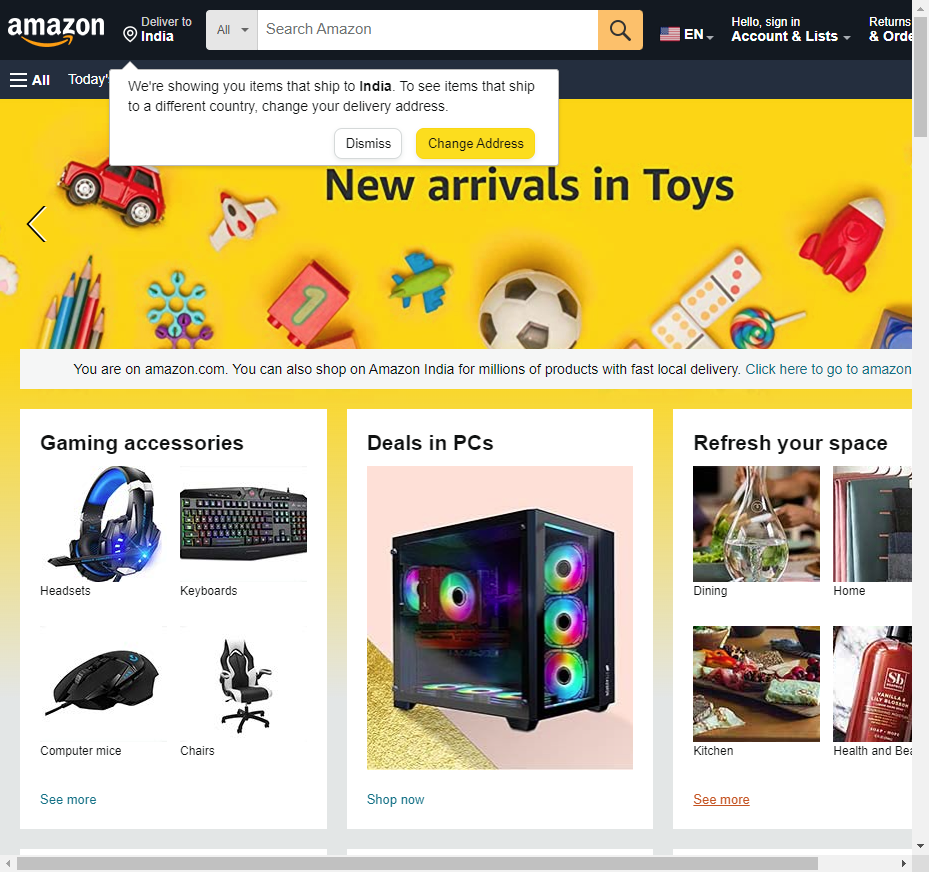 amazon
Deliver to
India
All
Search Amazon
EN
Hello, sign in
Account & Lists
Returns
& Orde
All
Today's
We're showing you items that ship to India. To see items that ship
to a different country, change your delivery address.
Dismiss
Change Address
New arrivals in Toys
1
You are on amazon.com. You can also shop on Amazon India for millions of products with fast local delivery. Click here to go to amazon
Gaming accessories
Headsets
Keyboards
Computer mice
Chairs
See more
Deals in PCs
Shop now
Refresh your space
Dining
Home
Kitchen
Sb
VANILLA &
LILY BLOSSOM
Health and Bea
See more